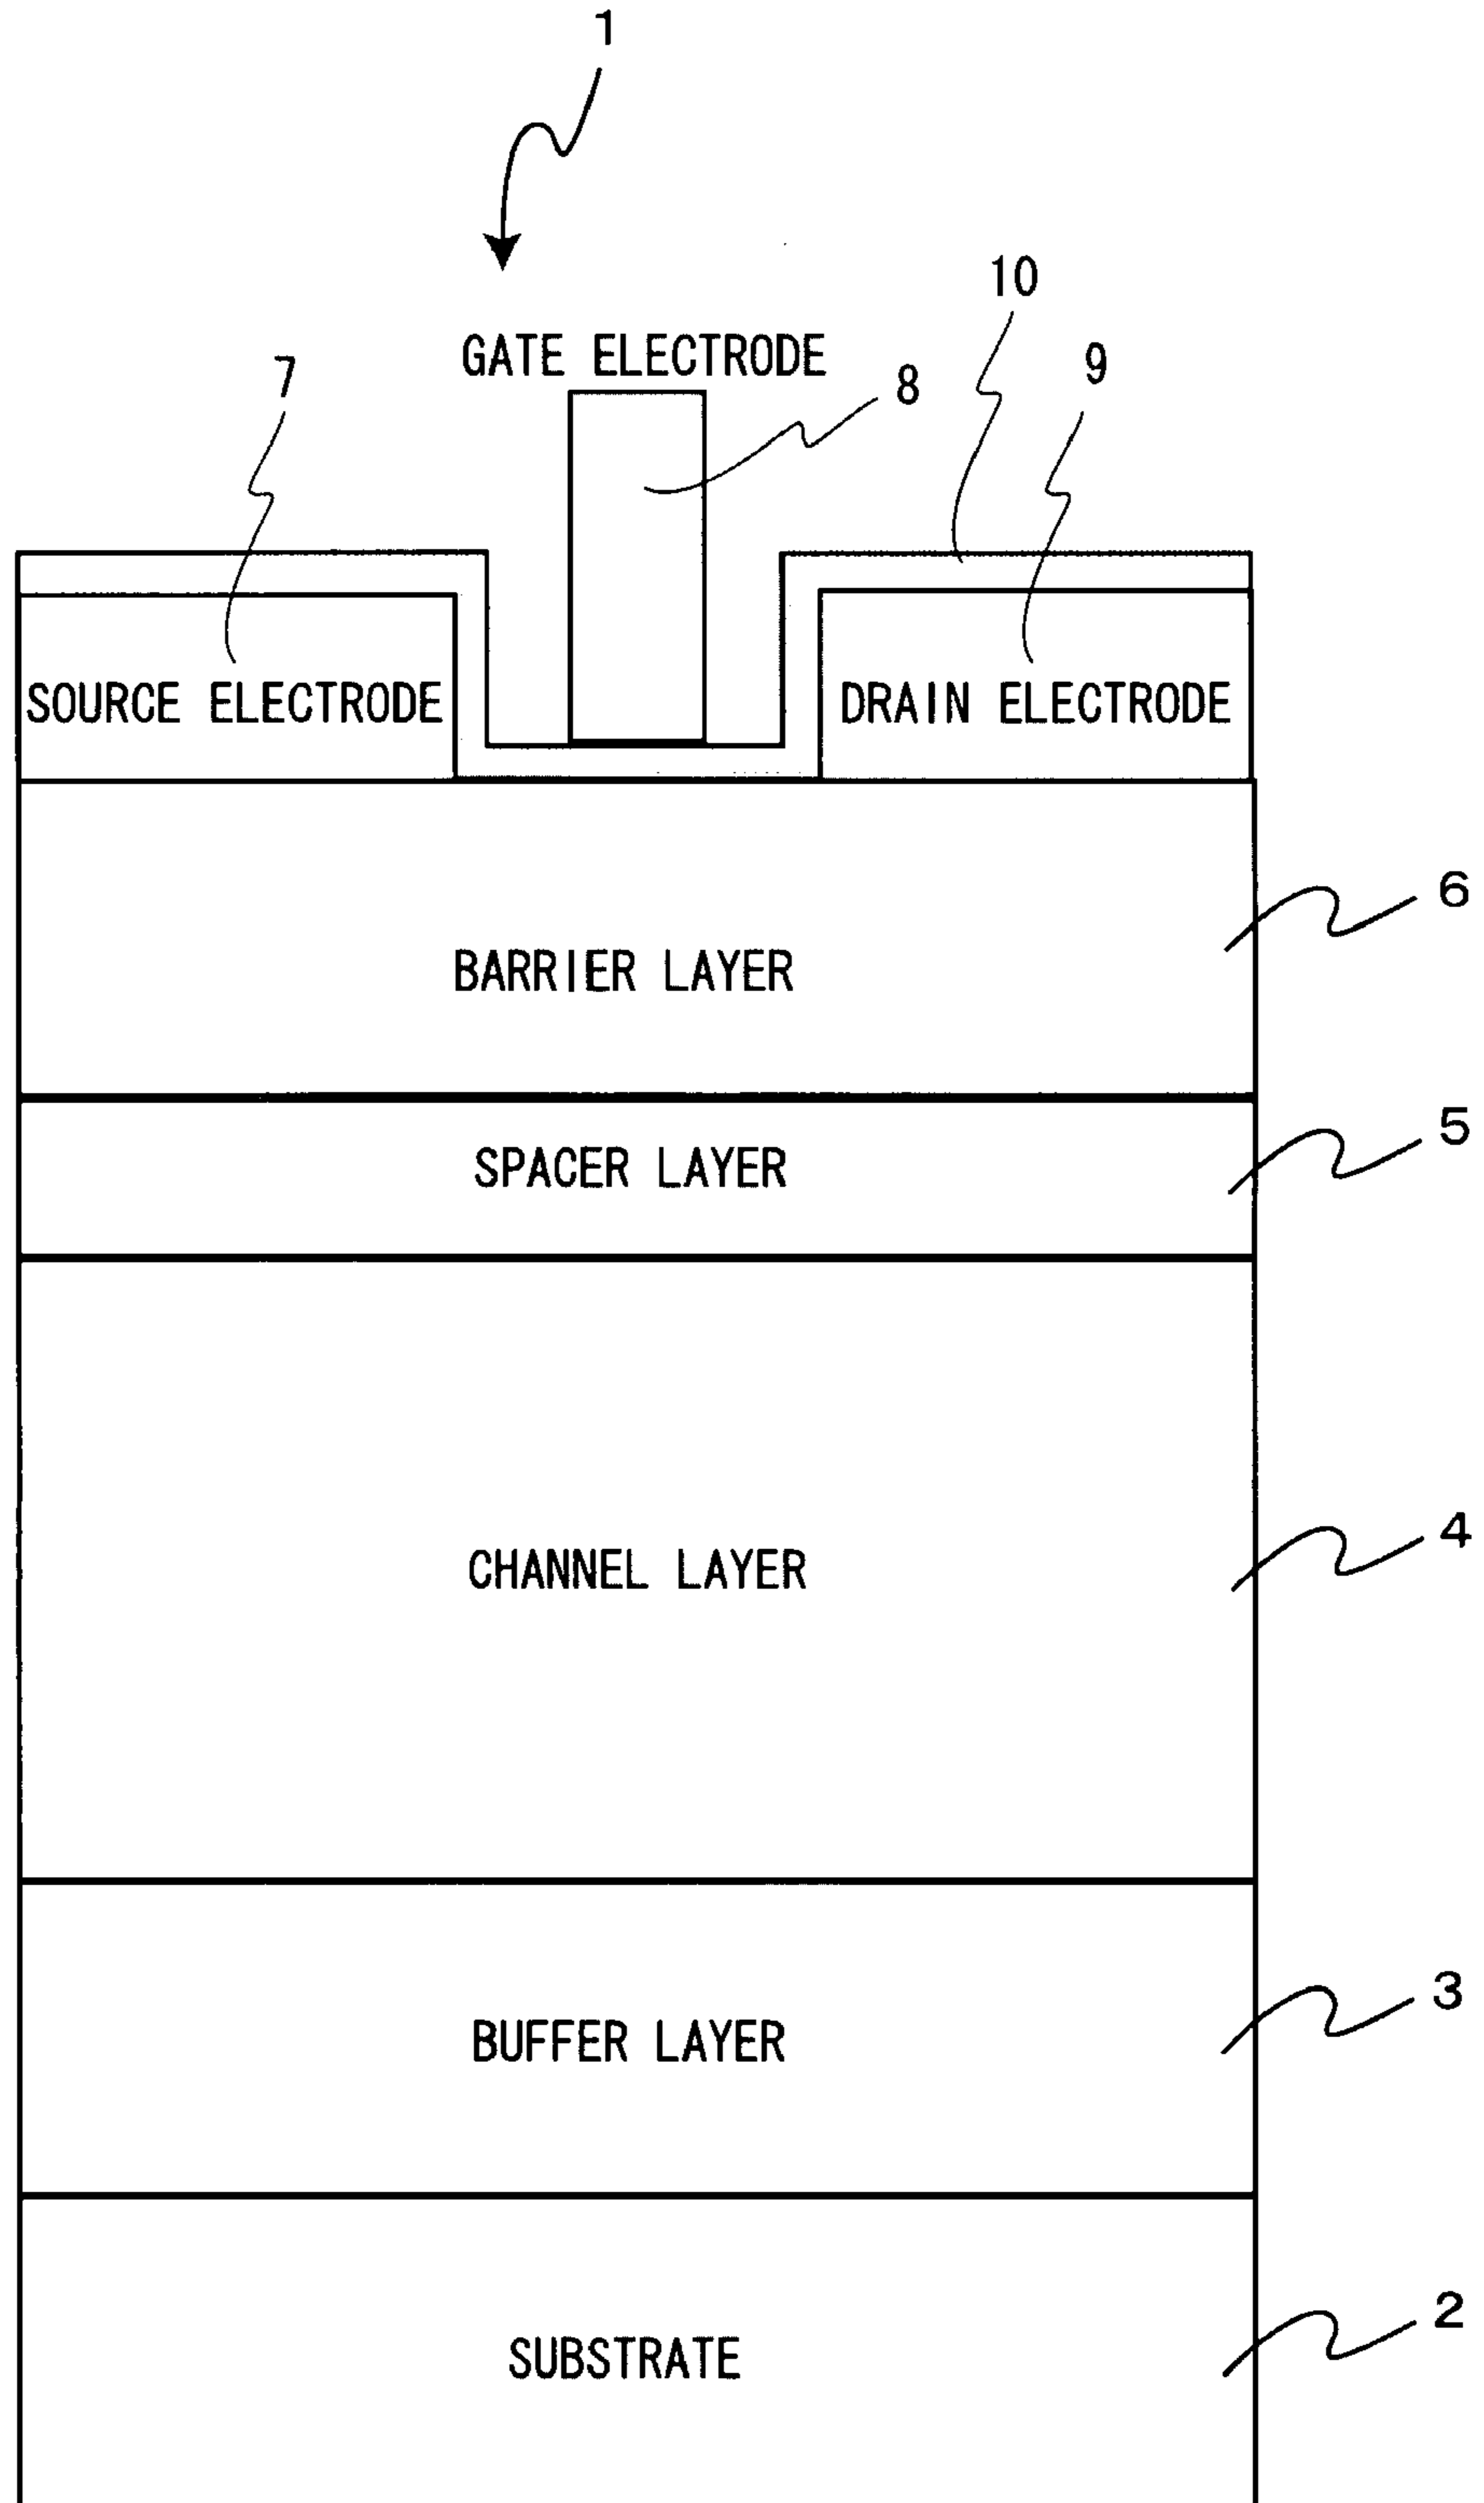 1
10
GATE ELECTRODE
7
8
9
SOURCE ELECTRODE
DRAIN ELECTRODE
6
BARRIER LAYER
5
SPACER LAYER
4
CHANNEL LAYER
3
BUFFER LAYER
2
SUBSTRATE